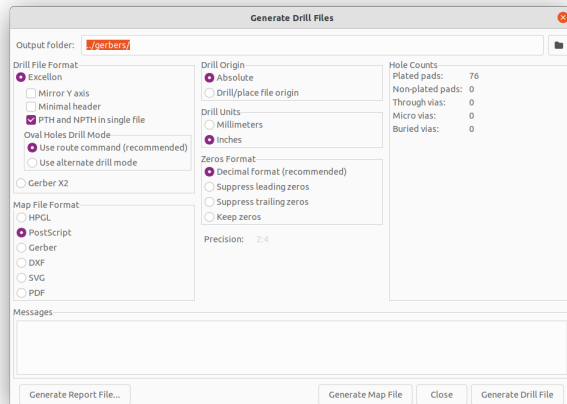 Generate Drill Files
Output folder: ../gerbers/
Drill File Format
Excellon
Mirror Y axis
Minimal header
PTH and NPTH in single file
Oval Holes Drill Mode
Use route command (recommended)
Use alternate drill mode
Gerber X2
Map File Format
HPGL
PostScript
Gerber
DXF
SVG
PDF
Drill Origin
Absolute
Drill/place file origin
Drill Units
Millimeters
Inches
Zeros Format
Decimal format (recommended)
Suppress leading zeros
Suppress trailing zeros
Keep zeros
Precision: 2:4
Hole Counts
Plated pads: 76
Non-plated pads: 0
Through vias: 0
Micro vias: 0
Buried vias: 0
Messages
Generate Report File...
Generate Map File
Close
Generate Drill File